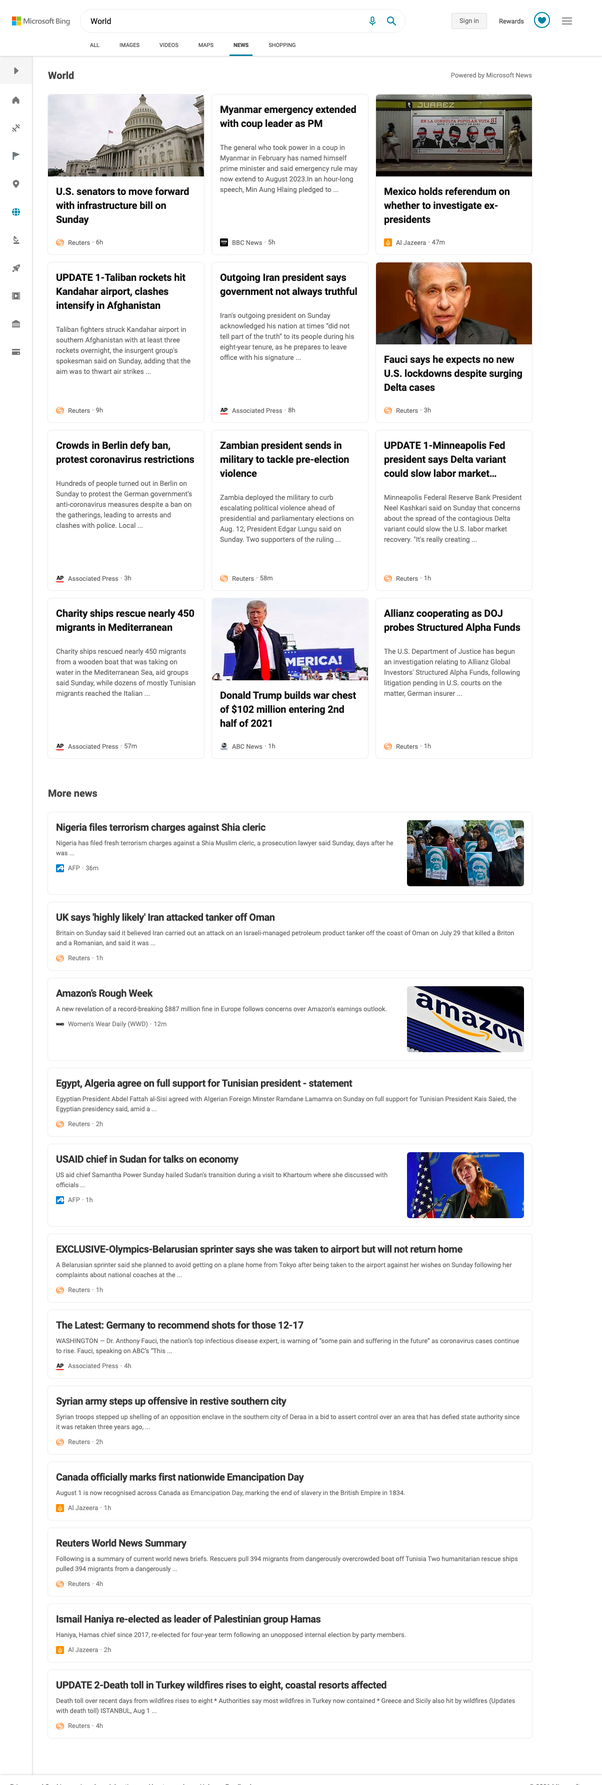 Microsoft Bing
World
Sign in
Rewards
ALL
IMAGES
VIDEOS
MAPS
NEWS
SHOPPING
World
Powered by Microsoft News
U.S. senators to move forward
with infrastructure bill on
Sunday
Reuters · 6h
Myanmar emergency extended
with coup leader as PM
The general who took power in a coup in
Myanmar in February has named himself
prime minister and said emergency rule may
now extend to August 2023.In an hour-long
speech, Min Aung Hlaing pledged to ...
BBC News · 5h
JUAREZ
Mexico holds referendum on
whether to investigate ex-
presidents
Al Jazeera · 47m
UPDATE 1-Taliban rockets hit
Kandahar airport, clashes
intensify in Afghanistan
Taliban fighters struck Kandahar airport in
southern Afghanistan with at least three
rockets overnight, the insurgent group's
spokesman said on Sunday, adding that the
aim was to thwart air strikes ...
Reuters · 9h
Outgoing Iran president says
government not always truthful
Iran's outgoing president on Sunday
acknowledged his nation at times "did not
tell part of the truth" to its people during his
eight-year tenure, as he prepares to leave
office with his signature ...
AP Associated Press · 8h
Fauci says he expects no new
U.S. lockdowns despite surging
Delta cases
Reuters · 3h
Crowds in Berlin defy ban,
protest coronavirus restrictions
Hundreds of people turned out in Berlin on
Sunday to protest the German government's
anti-coronavirus measures despite a ban on
the gatherings, leading to arrests and
clashes with police. Local ...
AP Associated Press · 3h
Zambian president sends in
military to tackle pre-election
violence
Zambia deployed the military to curb
escalating political violence ahead of
presidential and parliamentary elections on
Aug. 12, President Edgar Lungu said on
Sunday. Two supporters of the ruling ...
Reuters · 58m
UPDATE 1-Minneapolis Fed
president says Delta variant
could slow labor market...
Minneapolis Federal Reserve Bank President
Neel Kashkari said on Sunday that concerns
about the spread of the contagious Delta
variant could slow the U.S. labor market
recovery. "It's really creating ...
Reuters · 1h
Charity ships rescue nearly 450
migrants in Mediterranean
Charity ships rescued nearly 450 migrants
from a wooden boat that was taking on
water in the Mediterranean Sea, aid groups
said Sunday, while dozens of mostly Tunisian
migrants reached the Italian ...
AP Associated Press · 57m
MERICA!
Donald Trump builds war chest
of $102 million entering 2nd
half of 2021
ABC News · 1h
Allianz cooperating as DOJ
probes Structured Alpha Funds
The U.S. Department of Justice has begun
an investigation relating to Allianz Global
Investors' Structured Alpha Funds, following
litigation pending in U.S. courts on the
matter, German insurer ...
Reuters · 1h
More news
Nigeria files terrorism charges against Shia cleric
Nigeria has filed fresh terrorism charges against a Shia Muslim cleric, a prosecution lawyer said Sunday, days after he
was ...
AFP · 36m
UK says 'highly likely' Iran attacked tanker off Oman
Britain on Sunday said it believed Iran carried out an attack on an Israeli-managed petroleum product tanker off the coast of Oman on July 29 that killed a Briton
and a Romanian, and said it was ...
Reuters · 1h
Amazon's Rough Week
A new revelation of a record-breaking $887 million fine in Europe follows concerns over Amazon's earnings outlook.
Women's Wear Daily (WWD) · 12m
amazon
Egypt, Algeria agree on full support for Tunisian president - statement
Egyptian President Abdel Fattah al-Sisi agreed with Algerian Foreign Minster Ramdane Lamamra on Sunday on full support for Tunisian President Kais Saied, the
Egyptian presidency said, amid a ...
Reuters · 2h
USAID chief in Sudan for talks on economy
US aid chief Samantha Power Sunday hailed Sudan's transition during a visit to Khartoum where she discussed with
officials ...
AFP · 1h
EXCLUSIVE-Olympics-Belarusian sprinter says she was taken to airport but will not return home
A Belarusian sprinter said she planned to avoid getting on a plane home from Tokyo after being taken to the airport against her wishes on Sunday following her
complaints about national coaches at the ...
Reuters · 1h
The Latest: Germany to recommend shots for those 12-17
WASHINGTON — Dr. Anthony Fauci, the nation's top infectious disease expert, is warning of "some pain and suffering in the future" as coronavirus cases continue
to rise. Fauci, speaking on ABC's "This ...
AP Associated Press · 4h
Syrian army steps up offensive in restive southern city
Syrian troops stepped up shelling of an opposition enclave in the southern city of Deraa in a bid to assert control over an area that has defied state authority since
it was retaken three years ago, ...
Reuters · 2h
Canada officially marks first nationwide Emancipation Day
August 1 is now recognised across Canada as Emancipation Day, marking the end of slavery in the British Empire in 1834.
Al Jazeera · 1h
Reuters World News Summary
Following is a summary of current world news briefs. Rescuers pull 394 migrants from dangerously overcrowded boat off Tunisia Two humanitarian rescue ships
pulled 394 migrants from a dangerously ...
Reuters · 4h
Ismail Haniya re-elected as leader of Palestinian group Hamas
Haniya, Hamas chief since 2017, re-elected for four-year term following an unopposed internal election by party members.
Al Jazeera · 2h
UPDATE 2-Death toll in Turkey wildfires rises to eight, coastal resorts affected
Death toll over recent days from wildfires rises to eight * Authorities say most wildfires in Turkey now contained * Greece and Sicily also hit by wildfires (Updates
with death toll) ISTANBUL, Aug 1 ...
Reuters · 4h